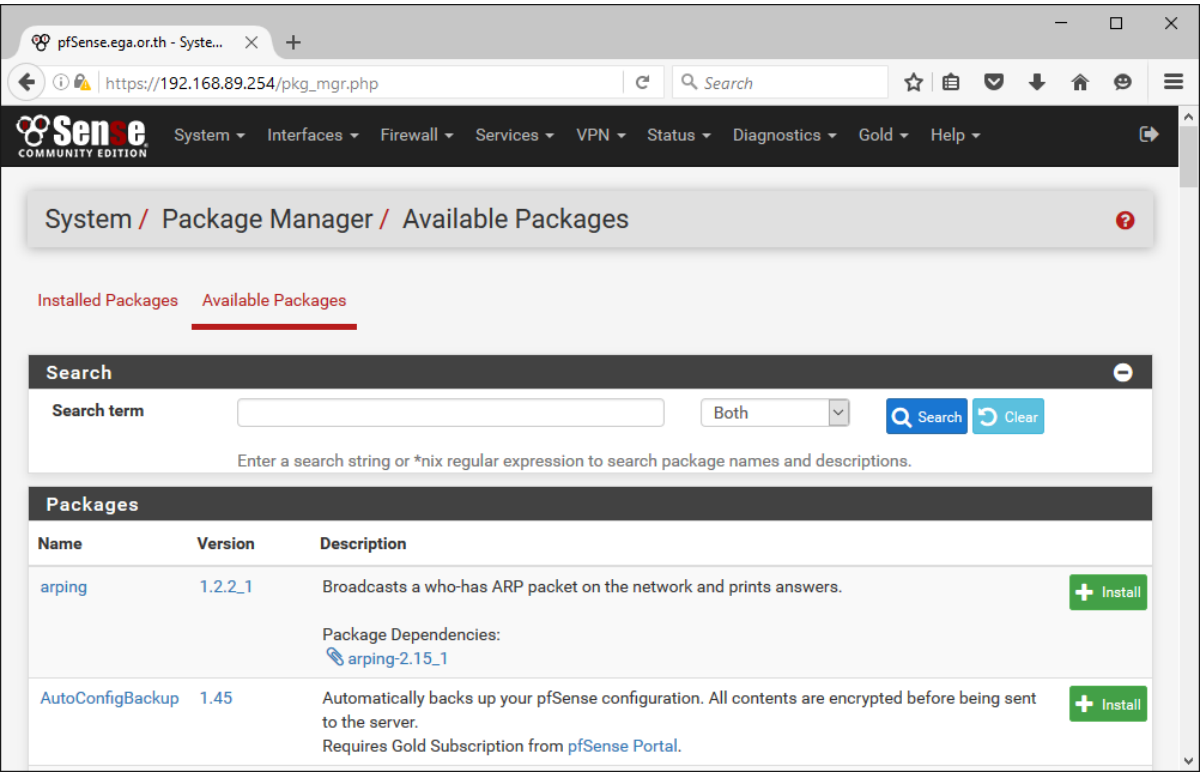 pfSense.ega.or.th - Syste...
https://192.168.89.254/pkg_mgr.php
Search
Sense
COMMUNITY EDITION
System Interfaces Firewall Services VPN Status Diagnostics Gold Help
System / Package Manager / Available Packages
Installed Packages Available Packages
Search
Search term Both Search Clear
Enter a search string or *nix regular expression to search package names and descriptions.
Packages
Name Version Description
arping 1.2.2_1 Broadcasts a who-has ARP packet on the network and prints answers. Install
Package Dependencies:
arping-2.15_1
AutoConfigBackup 1.45 Automatically backs up your pfSense configuration. All contents are encrypted before being sent Install
to the server.
Requires Gold Subscription from pfSense Portal.